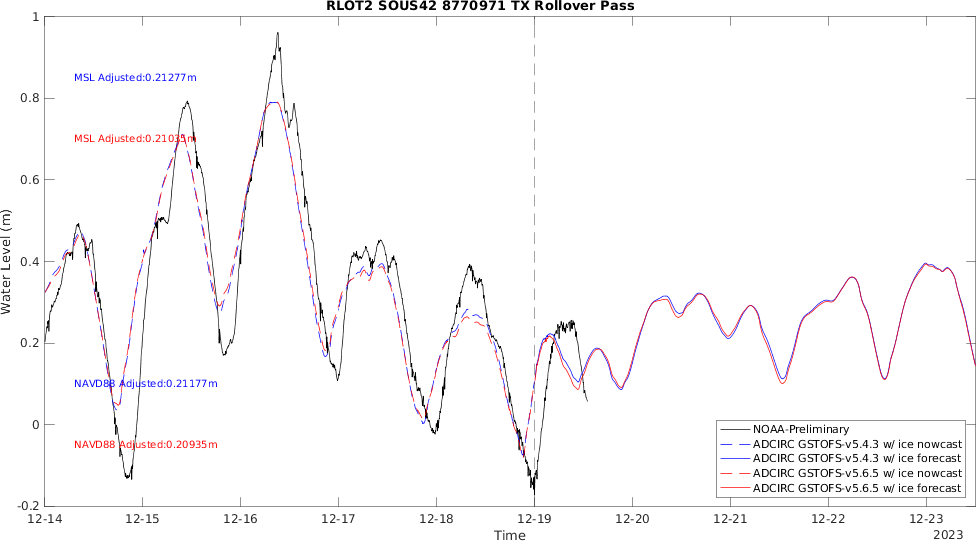 RLOT2 SOUS42 8770971 TX Rollover Pass
1
0.8
0.6
0.4
0.2
0
-0.2
Water Level (m)
MSL Adjusted:0.21277m
MSL Adjusted:0.21035m
NAVD88 Adjusted:0.21177m
NAVD88 Adjusted:0.20935m
NOAA-Preliminary
ADCIRC GSTOFS-v5.4.3 w/ ice nowcast
ADCIRC GSTOFS-v5.4.3 w/ ice forecast
ADCIRC GSTOFS-v5.6.5 w/ ice nowcast
ADCIRC GSTOFS-v5.6.5 w/ ice forecast
12-14 12-15 12-16 12-17 12-18 12-19 12-20 12-21 12-22 12-23
Time
2023